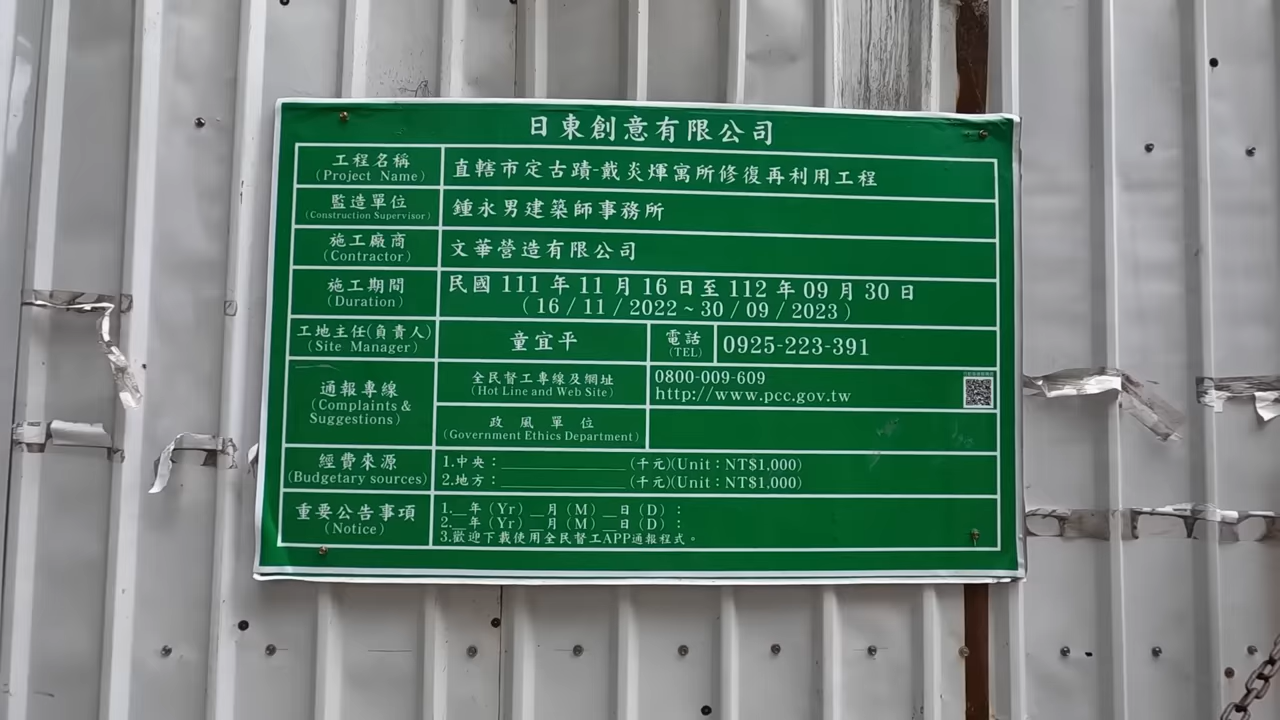 日東創意有限公司
工程名稱 直轄市定古蹟-戴炎煇寓所修復再利用工程
(Project Name)
監造單位 鍾永男建築師事務所
(Construction Supervisor)
施工廠商 文華營造有限公司
(Contractor)
施工期間 民國 111 年 11 月 16 日至 112 年 09 月 30 日
(Duration) (16/11/2022~30/09/2023)
工地主任(負責人) 童宜平 電話 0925-223-391
(Site Manager) (TEL)
通報專線
(Complaints &
Suggestions)
全民督工專線及網址 0800-009-609
(Hot Line and Web Site) http://www.pcc.gov.tw
政風單位
(Government Ethics Department)
經費來源 1.中央：____________(千元)(Unit：NT$1,000)
(Budgetary sources) 2.地方：____________(千元)(Unit：NT$1,000)
重要公告事項
(Notice)
1.__年(Yr)__月(M)__日(D)：
2.__年(Yr)__月(M)__日(D)：
3.歡迎下載使用全民督工APP通報程式。